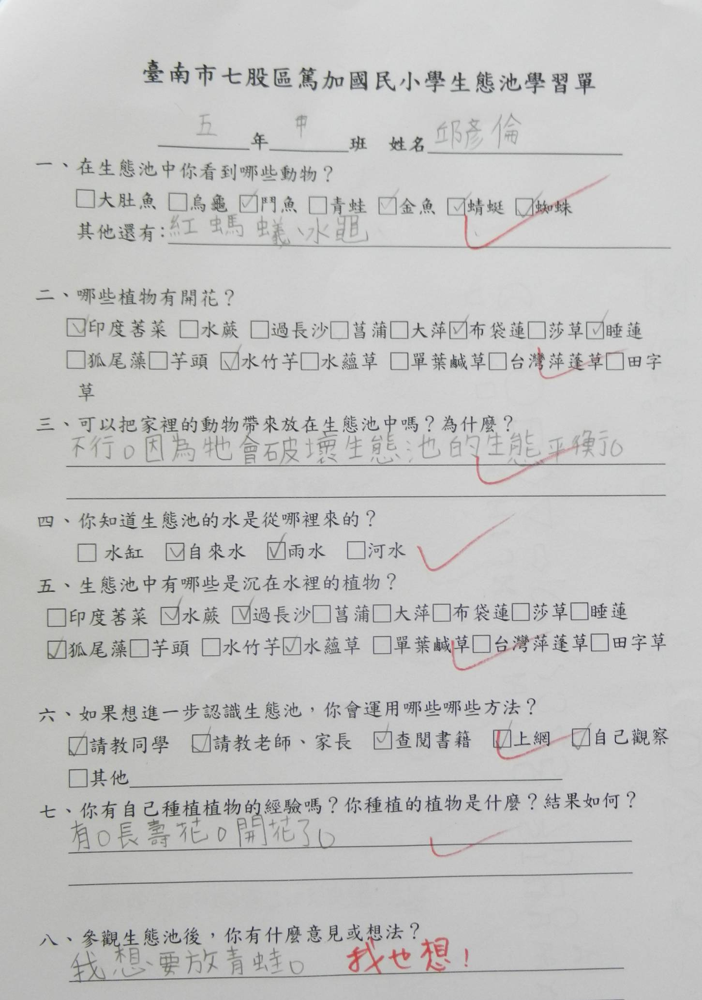 臺南市七股區篤加國民小學生態池學習單
五年甲班 姓名邱彥倫
一、在生態池中你看到哪些動物？
□大肚魚 □烏龜 ☑鬥魚 □青蛙 ☑金魚 ☑蜻蜓 ☑蜘蛛
其他還有：紅螞蟻、水黽
二、哪些植物有開花？
☑印度莕菜 □水蕨 □過長沙□菖蒲□大萍☑布袋蓮□莎草☑睡蓮
□狐尾藻□芋頭 ☑水竹芋□水蘊草 □單葉鹹草□台灣萍蓬草□田字
草
三、可以把家裡的動物帶來放在生態池中嗎？為什麼？
不行。因為牠會破壞生態池的生態平衡。
四、你知道生態池的水是從哪裡來的？
□ 水缸 ☑自來水 ☑雨水 □河水
五、生態池中有哪些是沉在水裡的植物？
□印度莕菜 ☑水蕨 ☑過長沙□菖蒲□大萍□布袋蓮□莎草□睡蓮
☑狐尾藻□芋頭 □水竹芋☑水蘊草 □單葉鹹草□台灣萍蓬草□田字草
六、如果想進一步認識生態池，你會運用哪些哪些方法？
☑請教同學 ☑請教老師、家長 ☑查閱書籍 ☑上網 ☑自己觀察
□其他
七、你有自己種植植物的經驗嗎？你種植的植物是什麼？結果如何？
有。長壽花。開花了。
八、參觀生態池後，你有什麼意見或想法？
我想要放青蛙。 我也想！